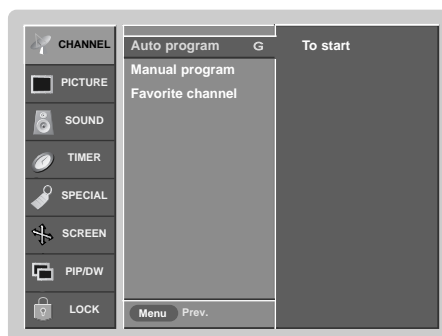 CHANNEL
PICTURE
SOUND
TIMER
SPECIAL
SCREEN
PIP/DW
LOCK
Auto program G
Manual program
Favorite channel
Menu Prev.
To start